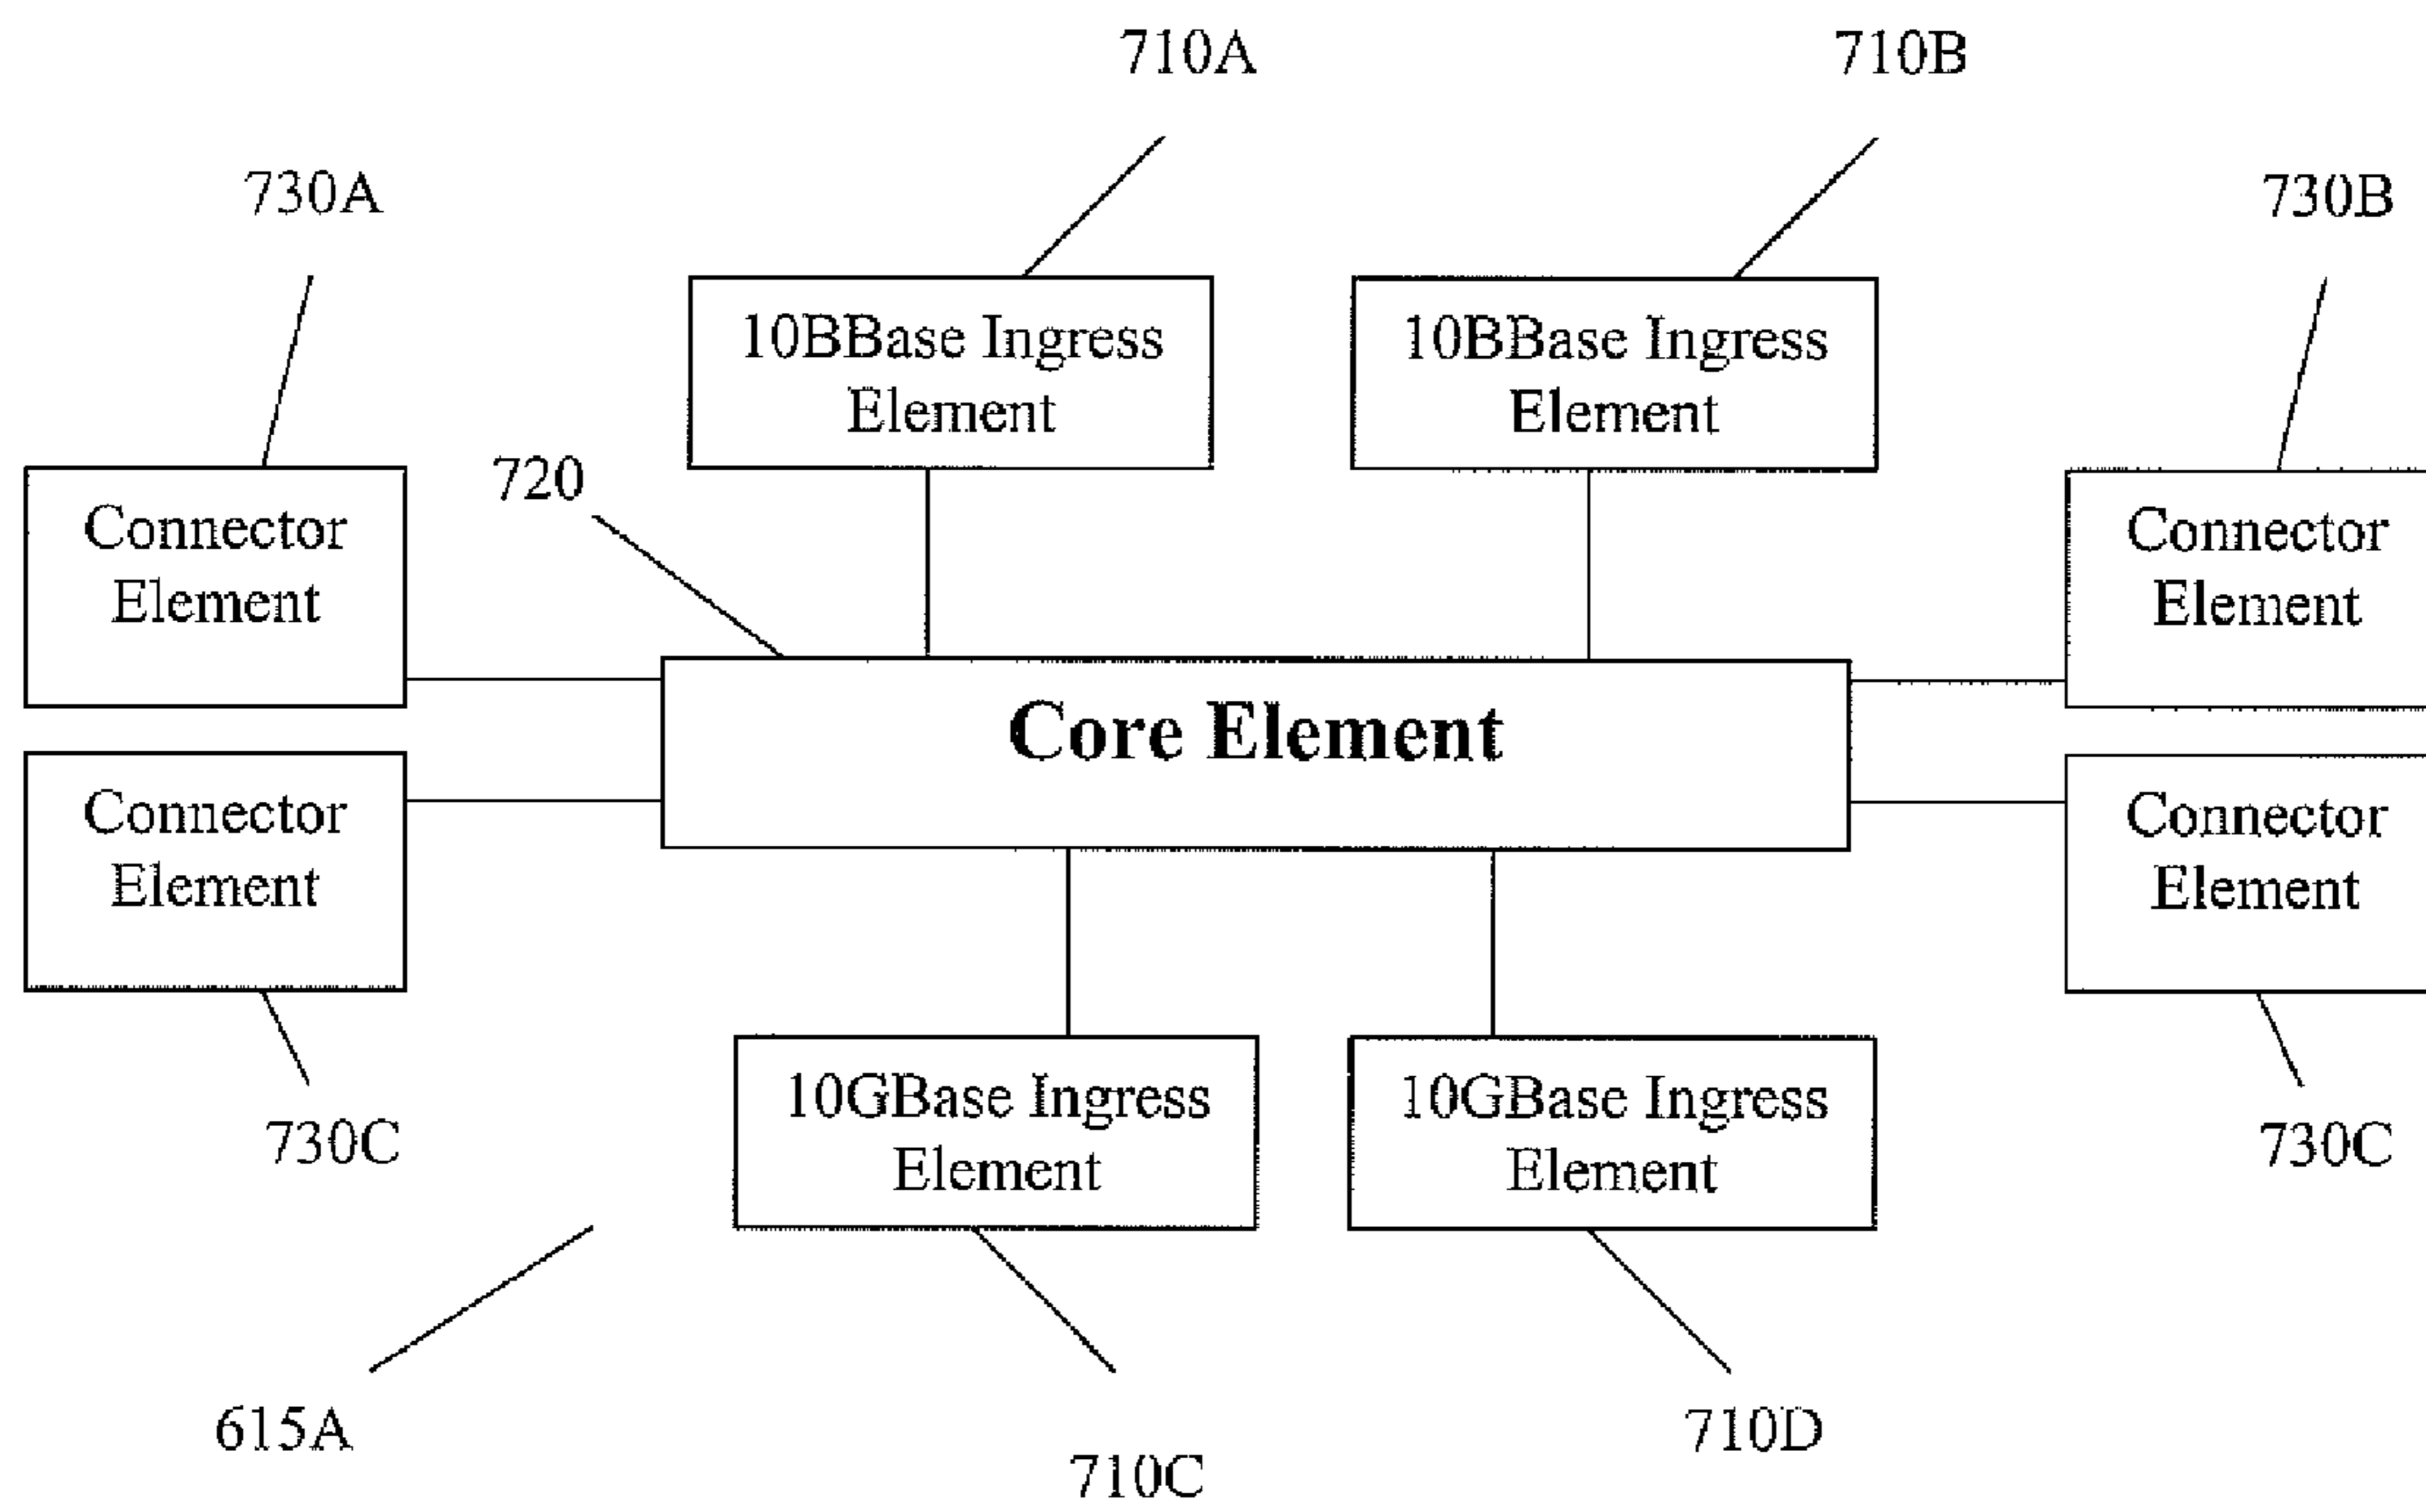 710A
710B
730A
730B
10BBase Ingress
Element
10BBase Ingress
Element
720
Connector
Element
Connector
Element
Core Element
Connector
Element
Connector
Element
10GBase Ingress
Element
10GBase Ingress
Element
730C
730C
615A
710C
710D